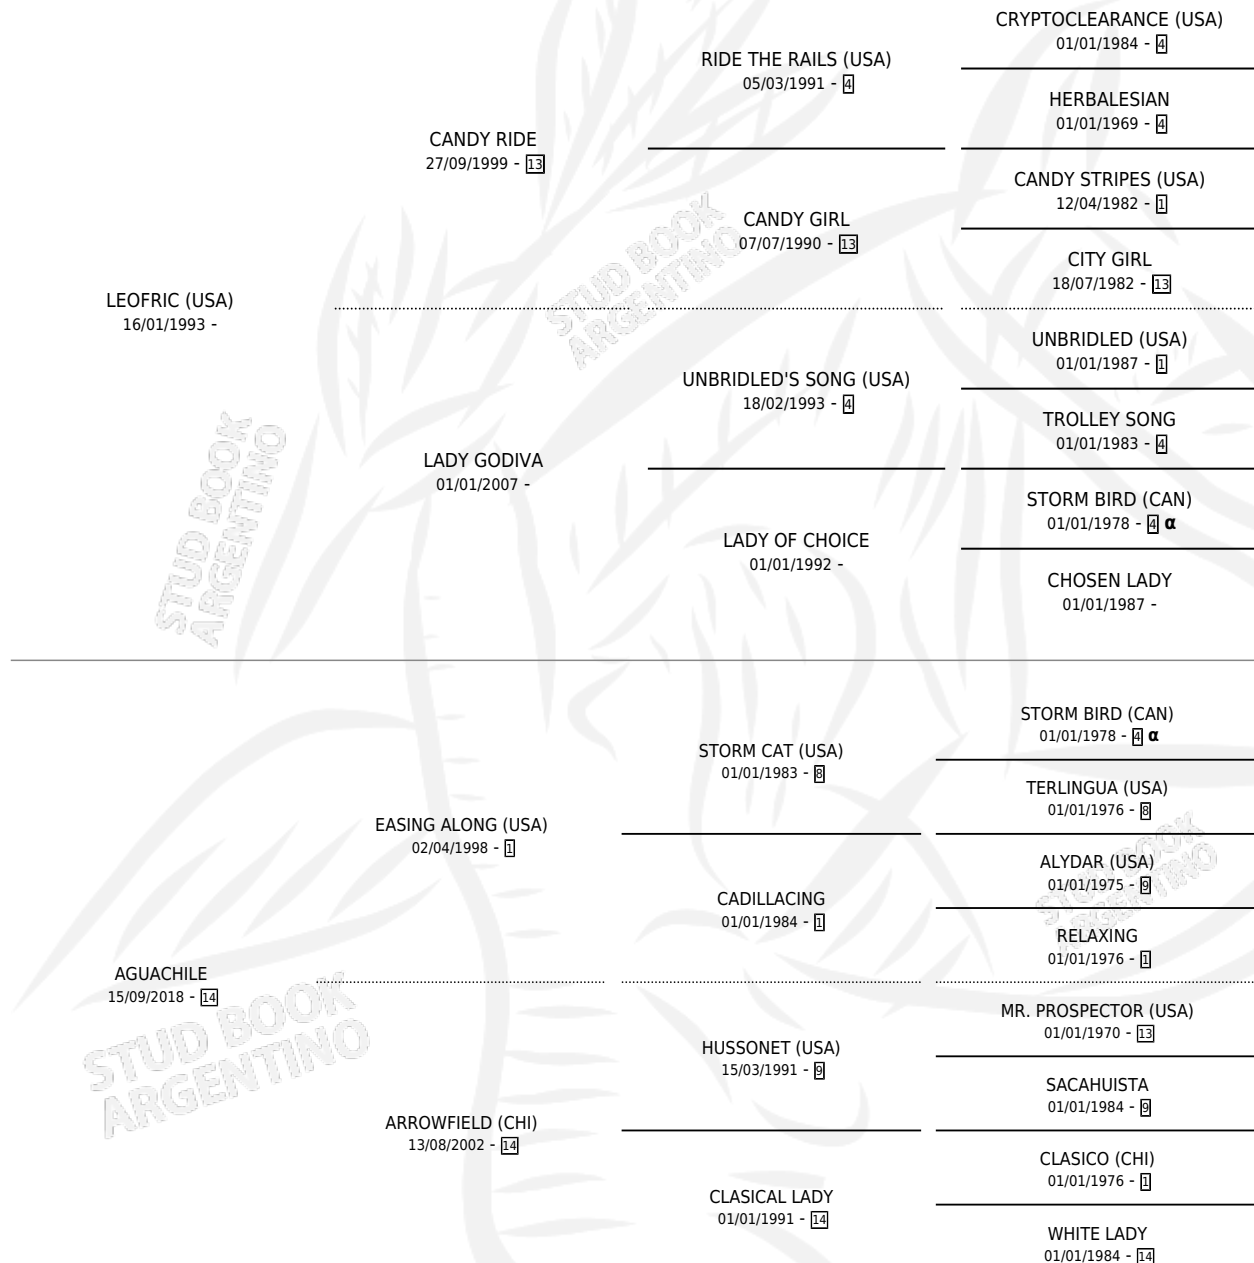 CRYPTOCLEARANCE (USA)
01/01/1984 - 4
RIDE THE RAILS (USA)
05/03/1991 - 4
HERBALESIAN
01/01/1969 - 4
CANDY RIDE
27/09/1999 - 13
CANDY STRIPES (USA)
12/04/1982 - 1
CANDY GIRL
07/07/1990 - 13
CITY GIRL
18/07/1982 - 13
LEOFRIC (USA)
16/01/1993 -
UNBRIDLED (USA)
01/01/1987 - 1
UNBRIDLED'S SONG (USA)
18/02/1993 - 4
TROLLEY SONG
01/01/1983 - 4
LADY GODIVA
01/01/2007 -
STORM BIRD (CAN)
01/01/1978 - 4 α
LADY OF CHOICE
01/01/1992 -
CHOSEN LADY
01/01/1987 -
STUD BOOK
ARGENTINO
STUD BOOK
ARGENTINO
STORM BIRD (CAN)
01/01/1978 - 4 α
STORM CAT (USA)
01/01/1983 - 8
TERLINGUA (USA)
01/01/1976 - 8
EASING ALONG (USA)
02/04/1998 - 1
ALYDAR (USA)
01/01/1975 - 9
CADILLACING
01/01/1984 - 1
RELAXING
01/01/1976 - 1
AGUACHILE
15/09/2018 - 14
MR. PROSPECTOR (USA)
01/01/1970 - 13
HUSSONET (USA)
15/03/1991 - 9
SACAHUISTA
01/01/1984 - 9
ARROWFIELD (CHI)
13/08/2002 - 14
CLASICO (CHI)
01/01/1976 - 1
CLASICAL LADY
01/01/1991 - 14
WHITE LADY
01/01/1984 - 14
STUD BOOK
ARGENTINO
STUD BOOK
ARGENTINO